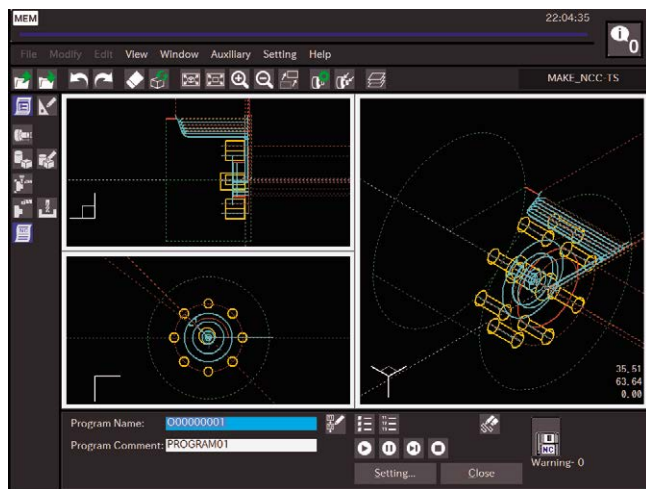 MEM
22:04:35
0
File Modify Edit View Window Auxiliary Setting Help
MAKE_NCC-TS
35.51
63.64
0.00
Program Name: O00000001
Program Comment: PROGRAM01
NC
Warning- 0
Setting... Close